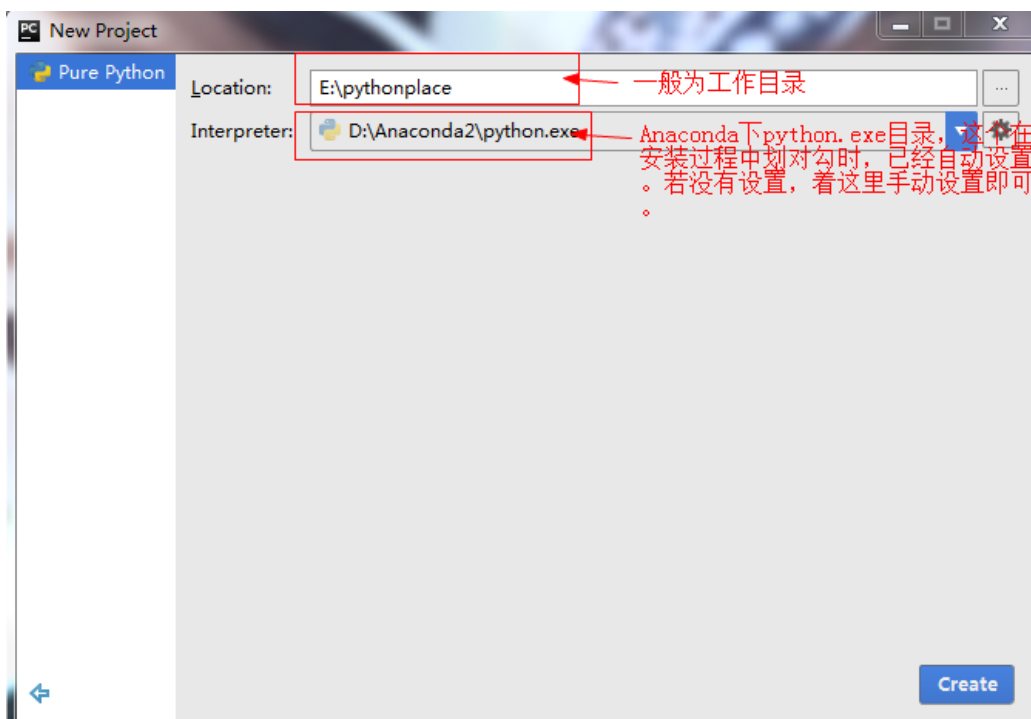 New Project
Pure Python
Location:
E:\pythonplace
一般为工作目录
...
Interpreter:
D:\Anaconda2\python.exe
Anaconda下python.exe目录，这个在
安装过程中划对勾时，已经自动设置
。若没有设置，着这里手动设置即可
。
Create